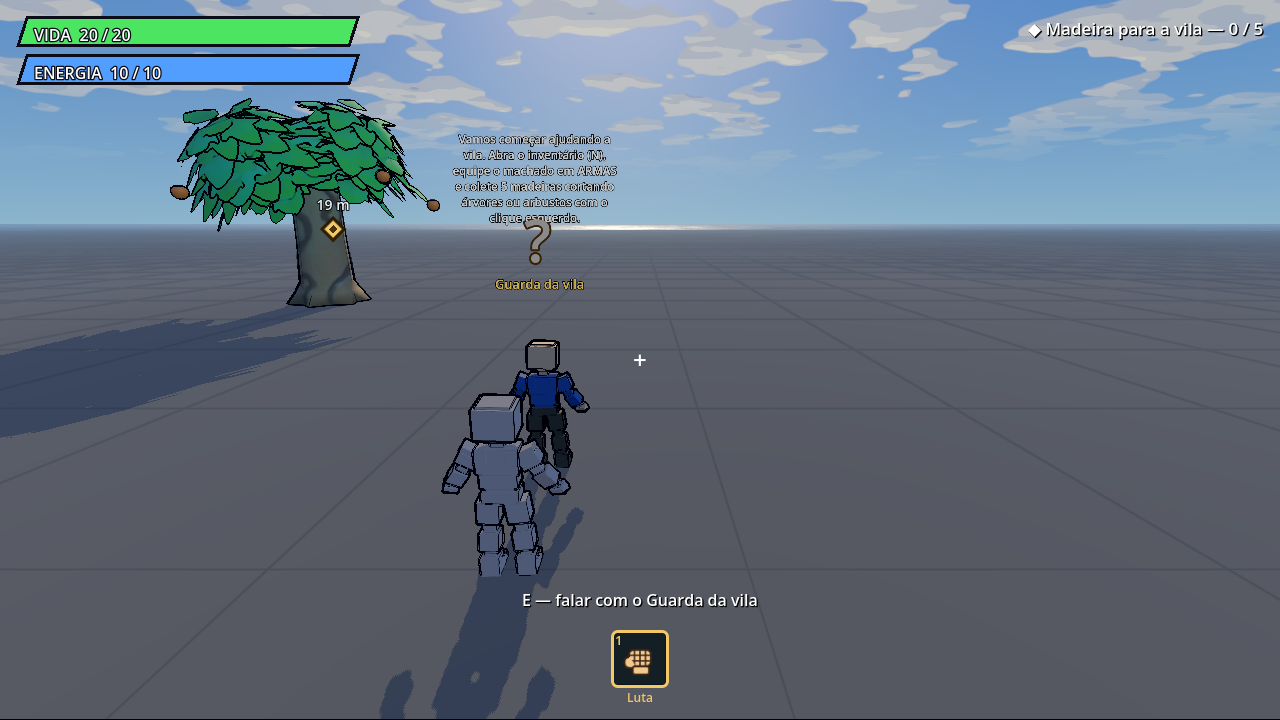 VIDA 20 / 20
ENERGIA 10 / 10
◆ Madeira para a vila — 0 / 5
Vamos começar ajudando a
vila. Abra o inventário (N),
equipe o machado em ARMAS
e colete 5 madeiras cortando
árvores ou arbustos com o
clique esquerdo.
19 m
?
Guarda da vila
E — falar com o Guarda da vila
1
Luta